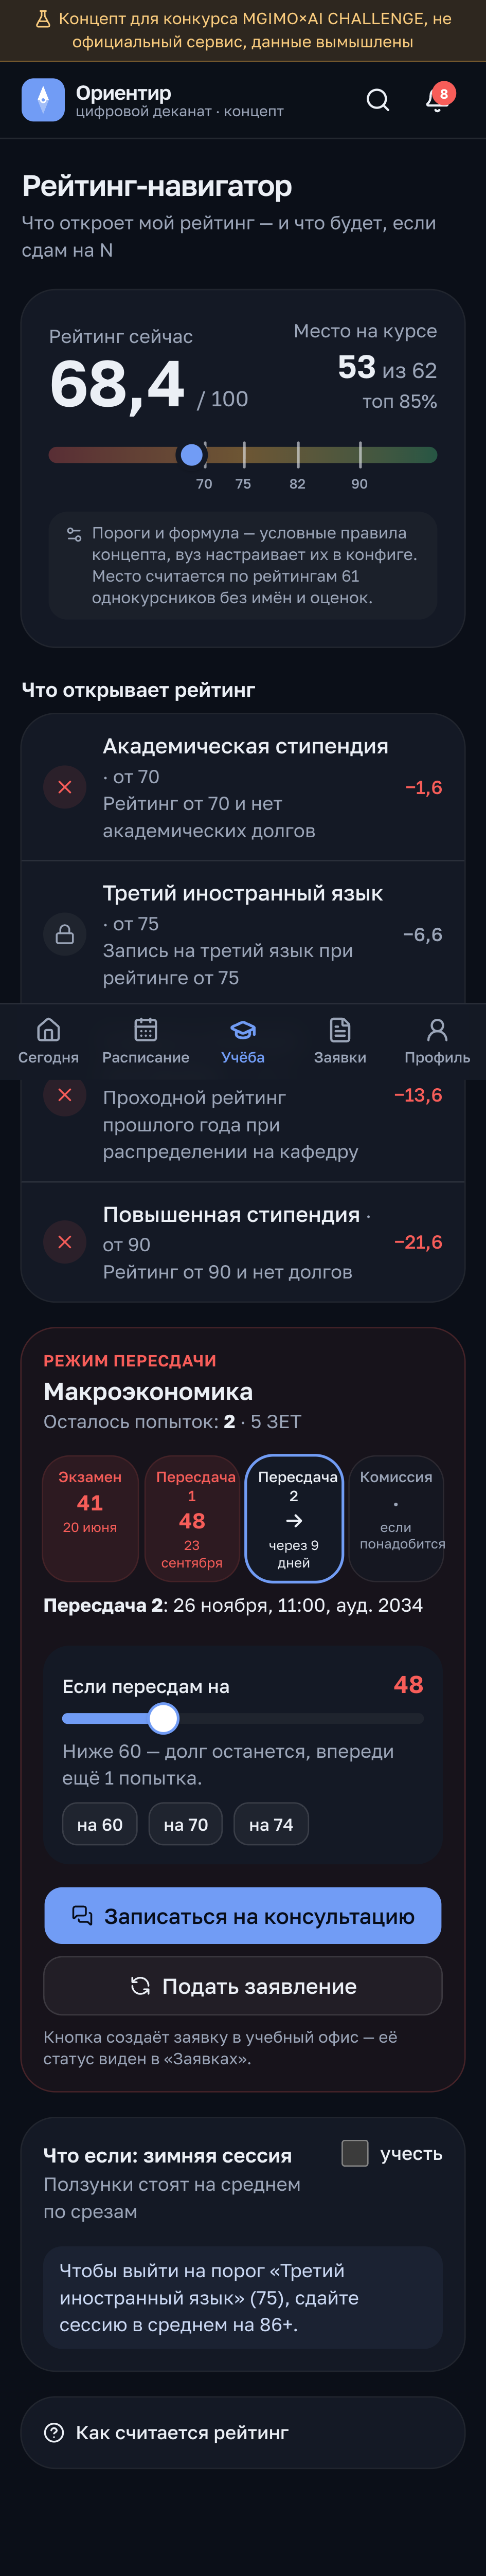 Концепт для конкурса MGIMO×AI CHALLENGE, не
официальный сервис, данные вымышлены
Ориентир
цифровой деканат · концепт
8
Рейтинг-навигатор
Что откроет мой рейтинг — и что будет, если
сдам на N
Рейтинг сейчас
68,4 / 100
Место на курсе
53 из 62
топ 85%
70 75 82 90
Пороги и формула — условные правила
концепта, вуз настраивает их в конфиге.
Место считается по рейтингам 61
однокурсников без имён и оценок.
Что открывает рейтинг
Академическая стипендия
· от 70
Рейтинг от 70 и нет
академических долгов
−1,6
Третий иностранный язык
· от 75
Запись на третий язык при
рейтинге от 75
−6,6
Сегодня
Расписание
Учёба
Заявки
Профиль
Проходной рейтинг
прошлого года при
распределении на кафедру
−13,6
Повышенная стипендия ·
от 90
Рейтинг от 90 и нет долгов
−21,6
РЕЖИМ ПЕРЕСДАЧИ
Макроэкономика
Осталось попыток: 2 · 5 ЗЕТ
Экзамен
41
20 июня
Пересдача
1
48
23
сентября
Пересдача
2
→
через 9
дней
Комиссия
·
если
понадобится
Пересдача 2: 26 ноября, 11:00, ауд. 2034
Если пересдам на
48
Ниже 60 — долг останется, впереди
ещё 1 попытка.
на 60
на 70
на 74
Записаться на консультацию
Подать заявление
Кнопка создаёт заявку в учебный офис — её
статус виден в «Заявках».
Что если: зимняя сессия
учесть
Ползунки стоят на среднем
по срезам
Чтобы выйти на порог «Третий
иностранный язык» (75), сдайте
сессию в среднем на 86+.
Как считается рейтинг